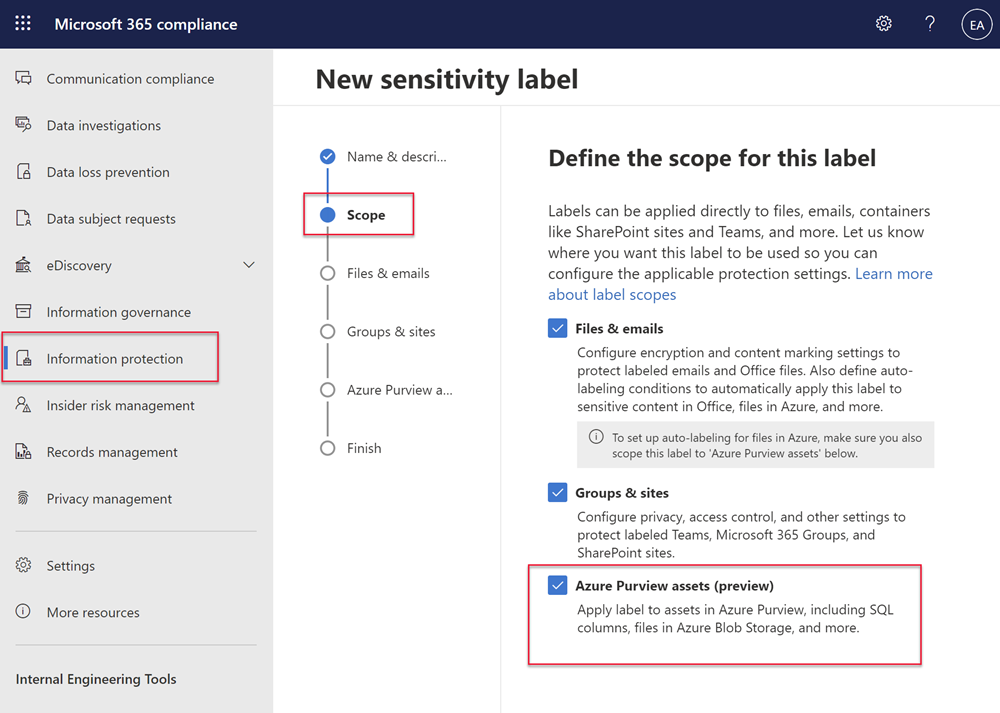 Microsoft 365 compliance
?
EA
Communication compliance
Data investigations
Data loss prevention
Data subject requests
eDiscovery
Information governance
Information protection
Insider risk management
Records management
Privacy management
Settings
More resources
Internal Engineering Tools
New sensitivity label
Name & descri...
Scope
Files & emails
Groups & sites
Azure Purview a...
Finish
Define the scope for this label
Labels can be applied directly to files, emails, containers
like SharePoint sites and Teams, and more. Let us know
where you want this label to be used so you can
configure the applicable protection settings. Learn more
about label scopes
Files & emails
Configure encryption and content marking settings to
protect labeled emails and Office files. Also define auto-
labeling conditions to automatically apply this label to
sensitive content in Office, files in Azure, and more.
To set up auto-labeling for files in Azure, make sure you also
scope this label to 'Azure Purview assets' below.
Groups & sites
Configure privacy, access control, and other settings to
protect labeled Teams, Microsoft 365 Groups, and
SharePoint sites.
Azure Purview assets (preview)
Apply label to assets in Azure Purview, including SQL
columns, files in Azure Blob Storage, and more.